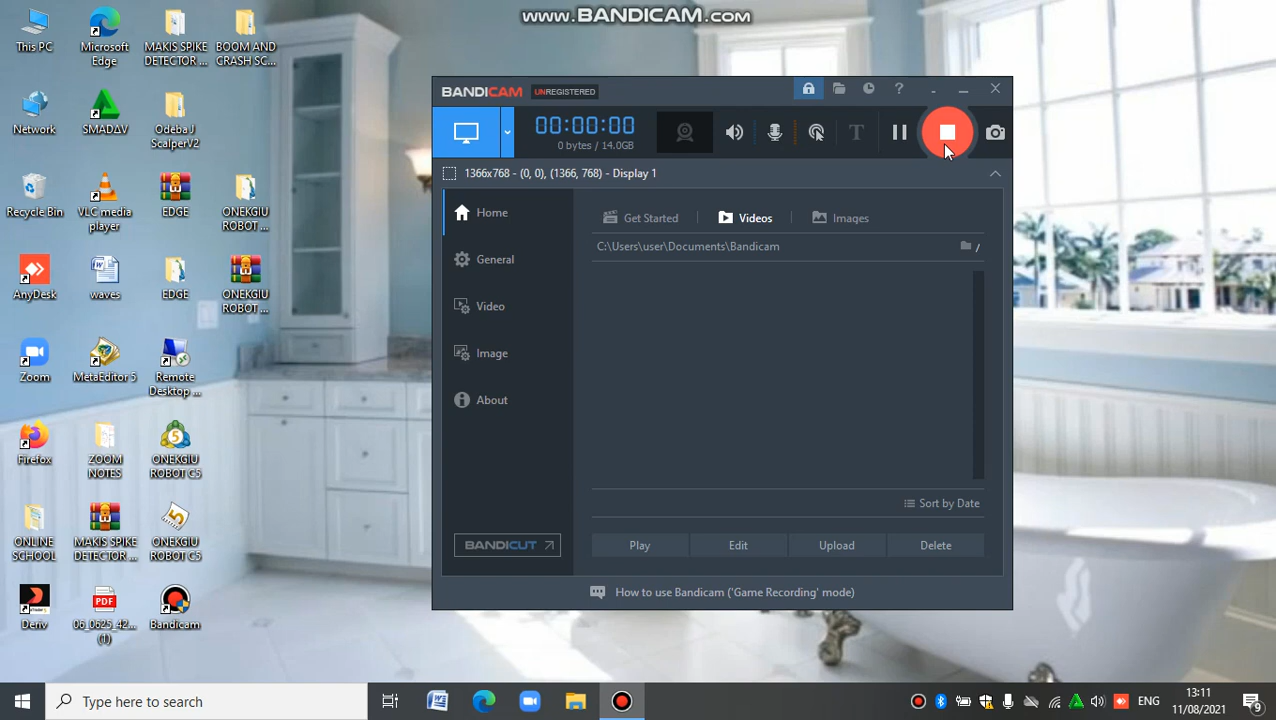 www.BANDICAM.com
This PC
Microsoft
Edge
MAKIS SPIKE
DETECTOR ...
BOOM AND
CRASH SC...
Network
SMADΔV
Odeba J
ScalperV2
Recycle Bin
VLC media
player
EDGE
ONEKGIU
ROBOT ...
AnyDesk
waves
EDGE
ONEKGIU
ROBOT ...
Zoom
MetaEditor 5
Remote
Desktop ...
Firefox
ZOOM
NOTES
ONEKGIU
ROBOT C5
ONLINE
SCHOOL
MAKIS SPIKE
DETECTOR ...
ONEKGIU
ROBOT C5
Deriv
PDF
06_0625_42...
(1)
Bandicam
BANDICAM UNREGISTERED
00:00:00
0 bytes / 14.0GB
1366x768 - (0, 0), (1366, 768) - Display 1
Home
General
Video
Image
About
BANDICUT
Get Started
Videos
Images
C:\Users\user\Documents\Bandicam
/
Sort by Date
Play
Edit
Upload
Delete
How to use Bandicam ('Game Recording' mode)
Type here to search
ENG
13:11
11/08/2021
9